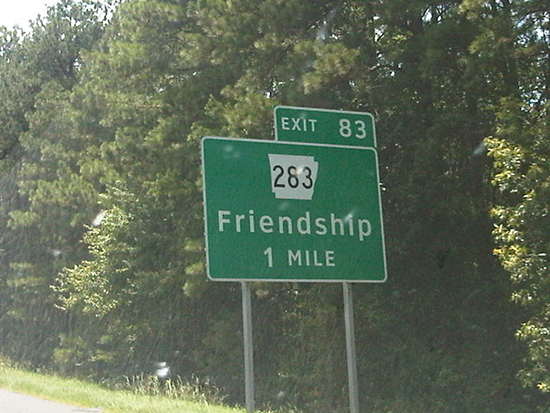 EXIT 83
283
Friendship
1 MILE